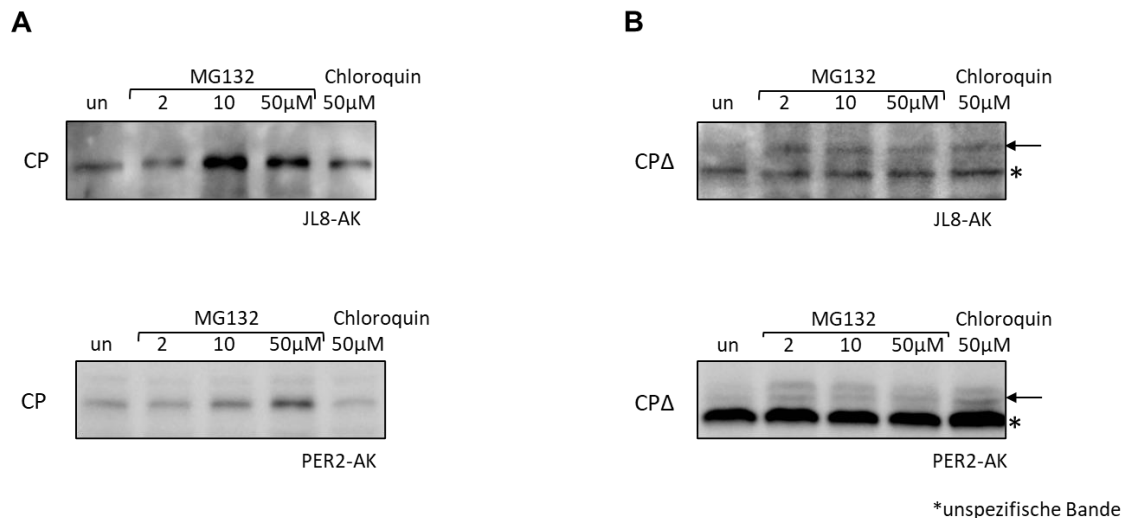 A
MG132 Chloroquin
un 2 10 50µM 50µM
CP
JL8-AK
MG132 Chloroquin
un 2 10 50µM 50µM
CP
PER2-AK
B
MG132 Chloroquin
un 2 10 50µM 50µM
CPΔ
*
JL8-AK
MG132 Chloroquin
un 2 10 50µM 50µM
CPΔ
*
PER2-AK
*unspezifische Bande